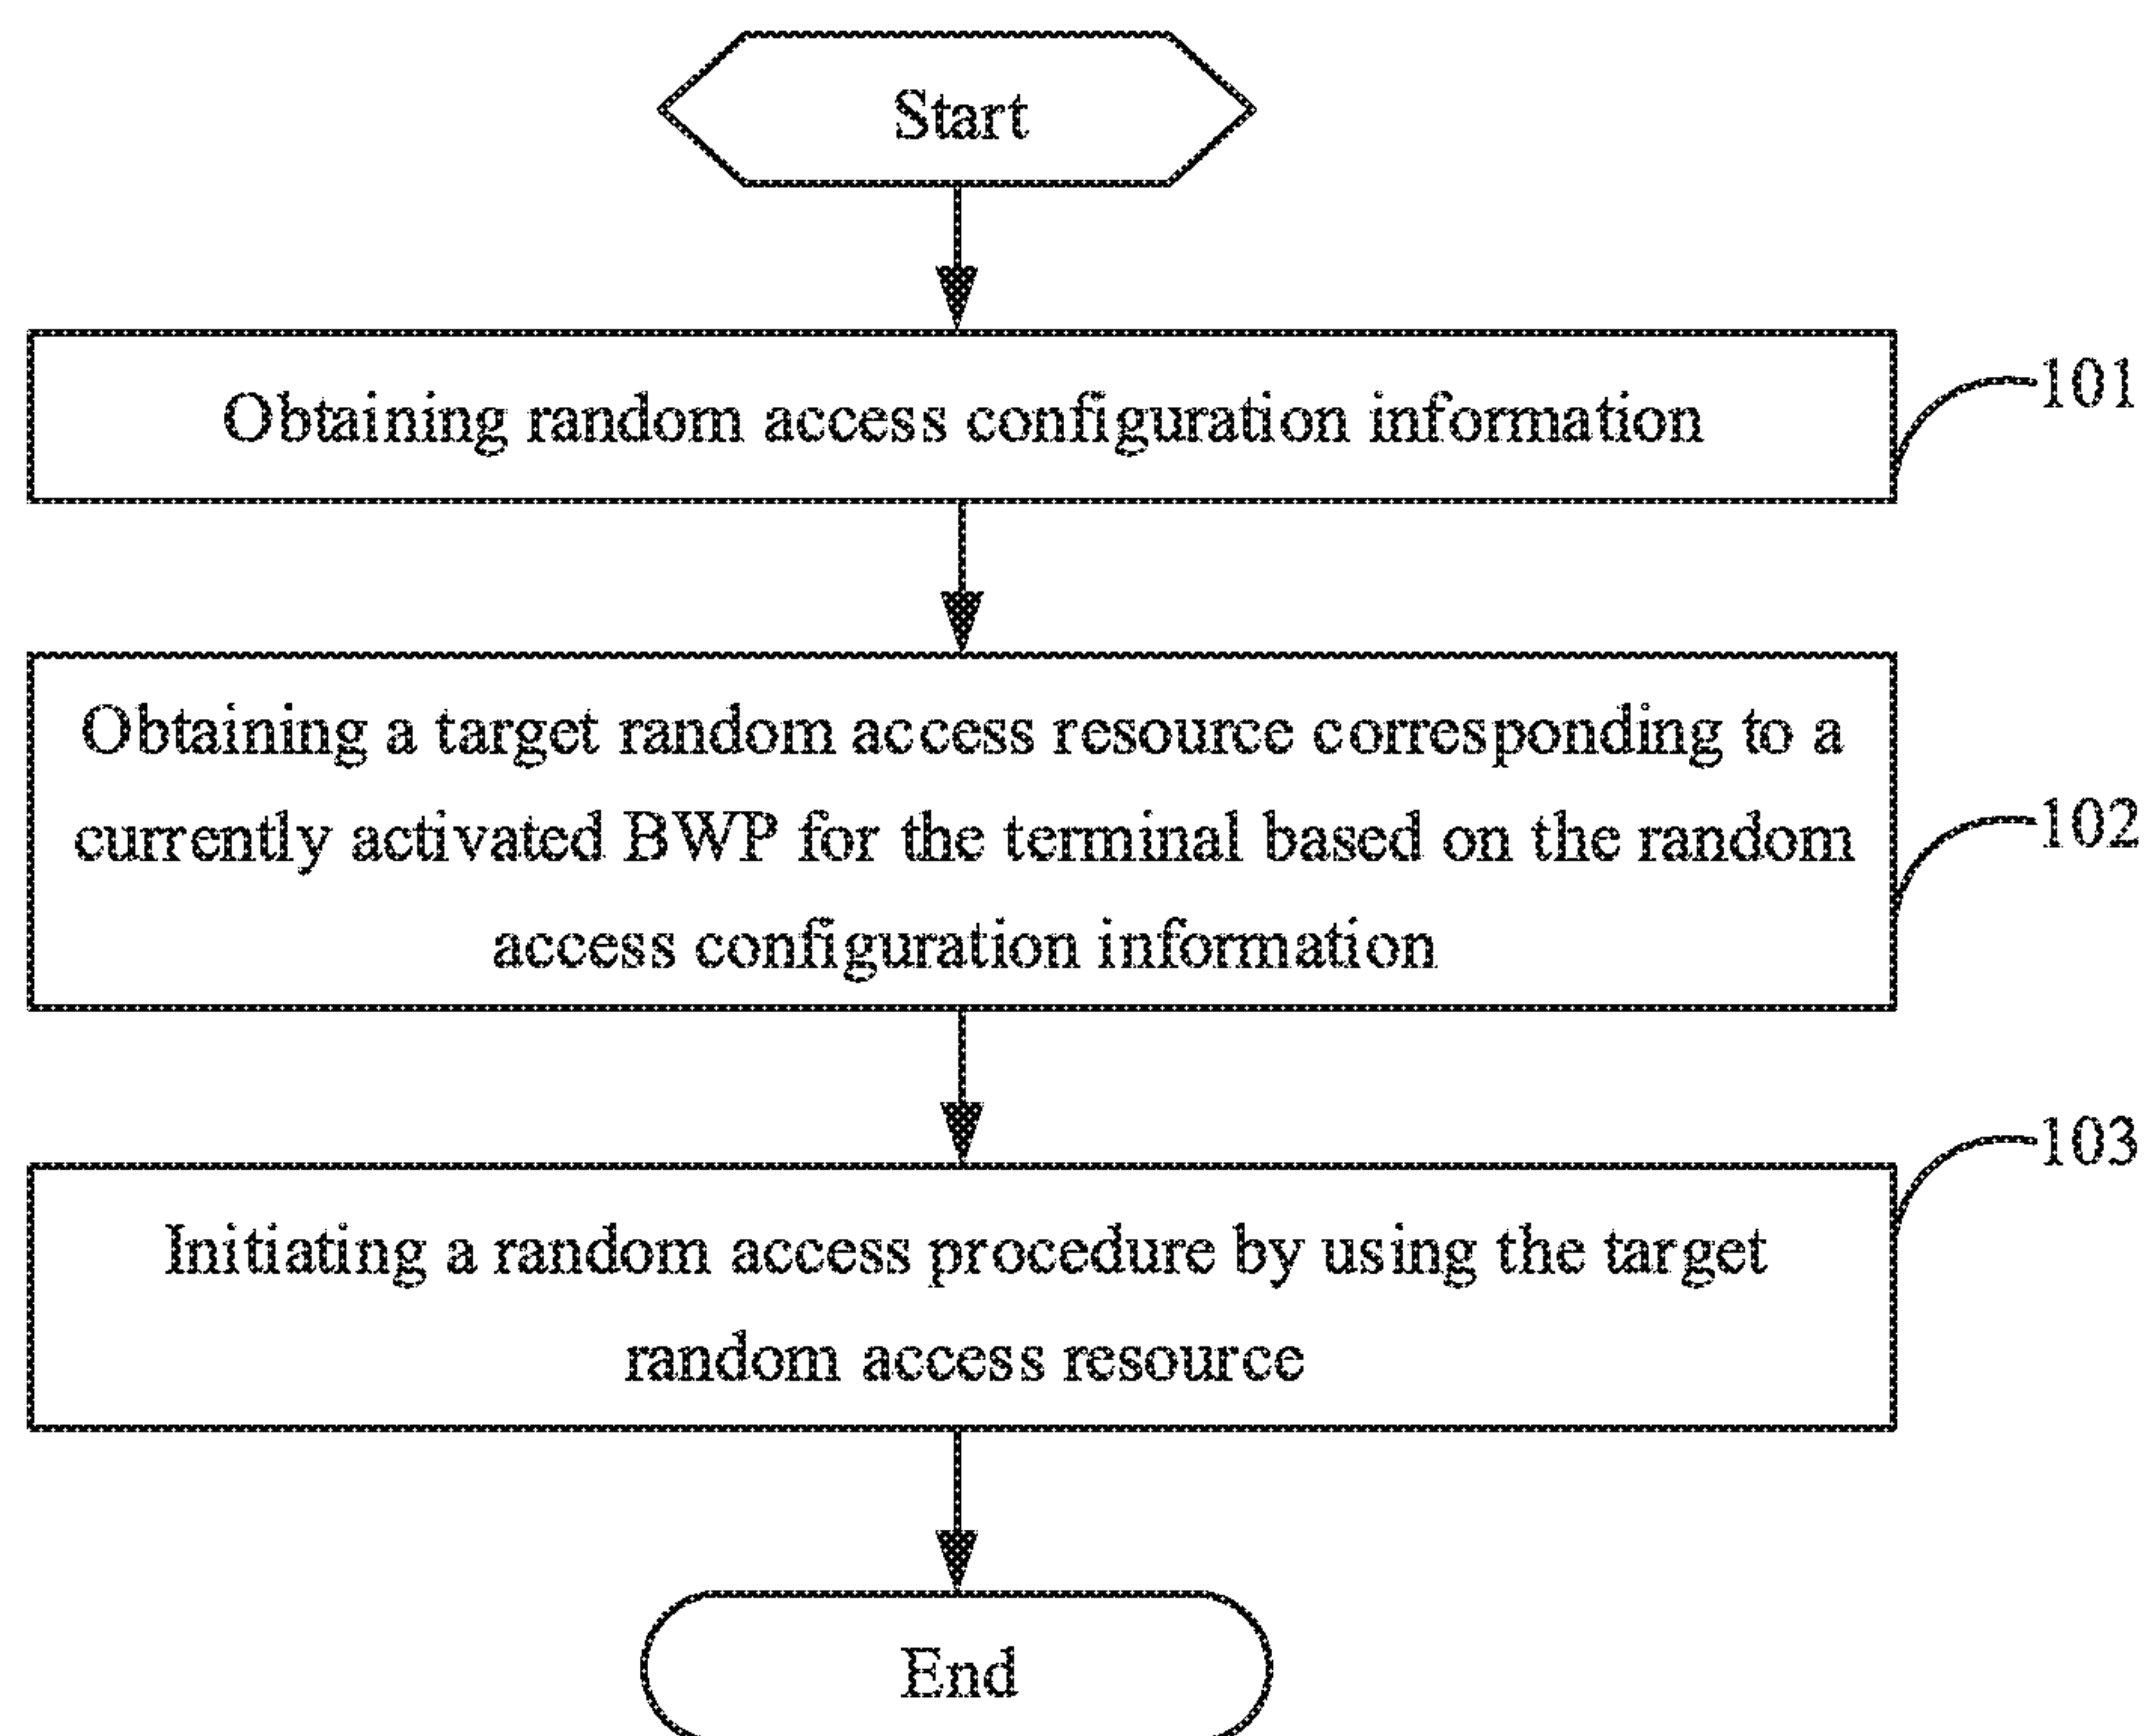 Start
Obtaining random access configuration information
101
Obtaining a target random access resource corresponding to a
currently activated BWP for the terminal based on the random
access configuration information
102
Initiating a random access procedure by using the target
random access resource
103
End